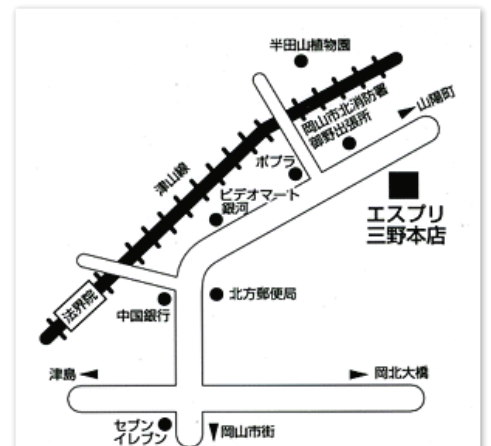 半田山植物園
岡山市北消防署
御野出張所
山陽町
ポプラ
津山線
ビデオマート
銀河
エスプリ
三野本店
法界院
中国銀行
北方郵便局
津島
岡北大橋
セブン
イレブン
岡山市街